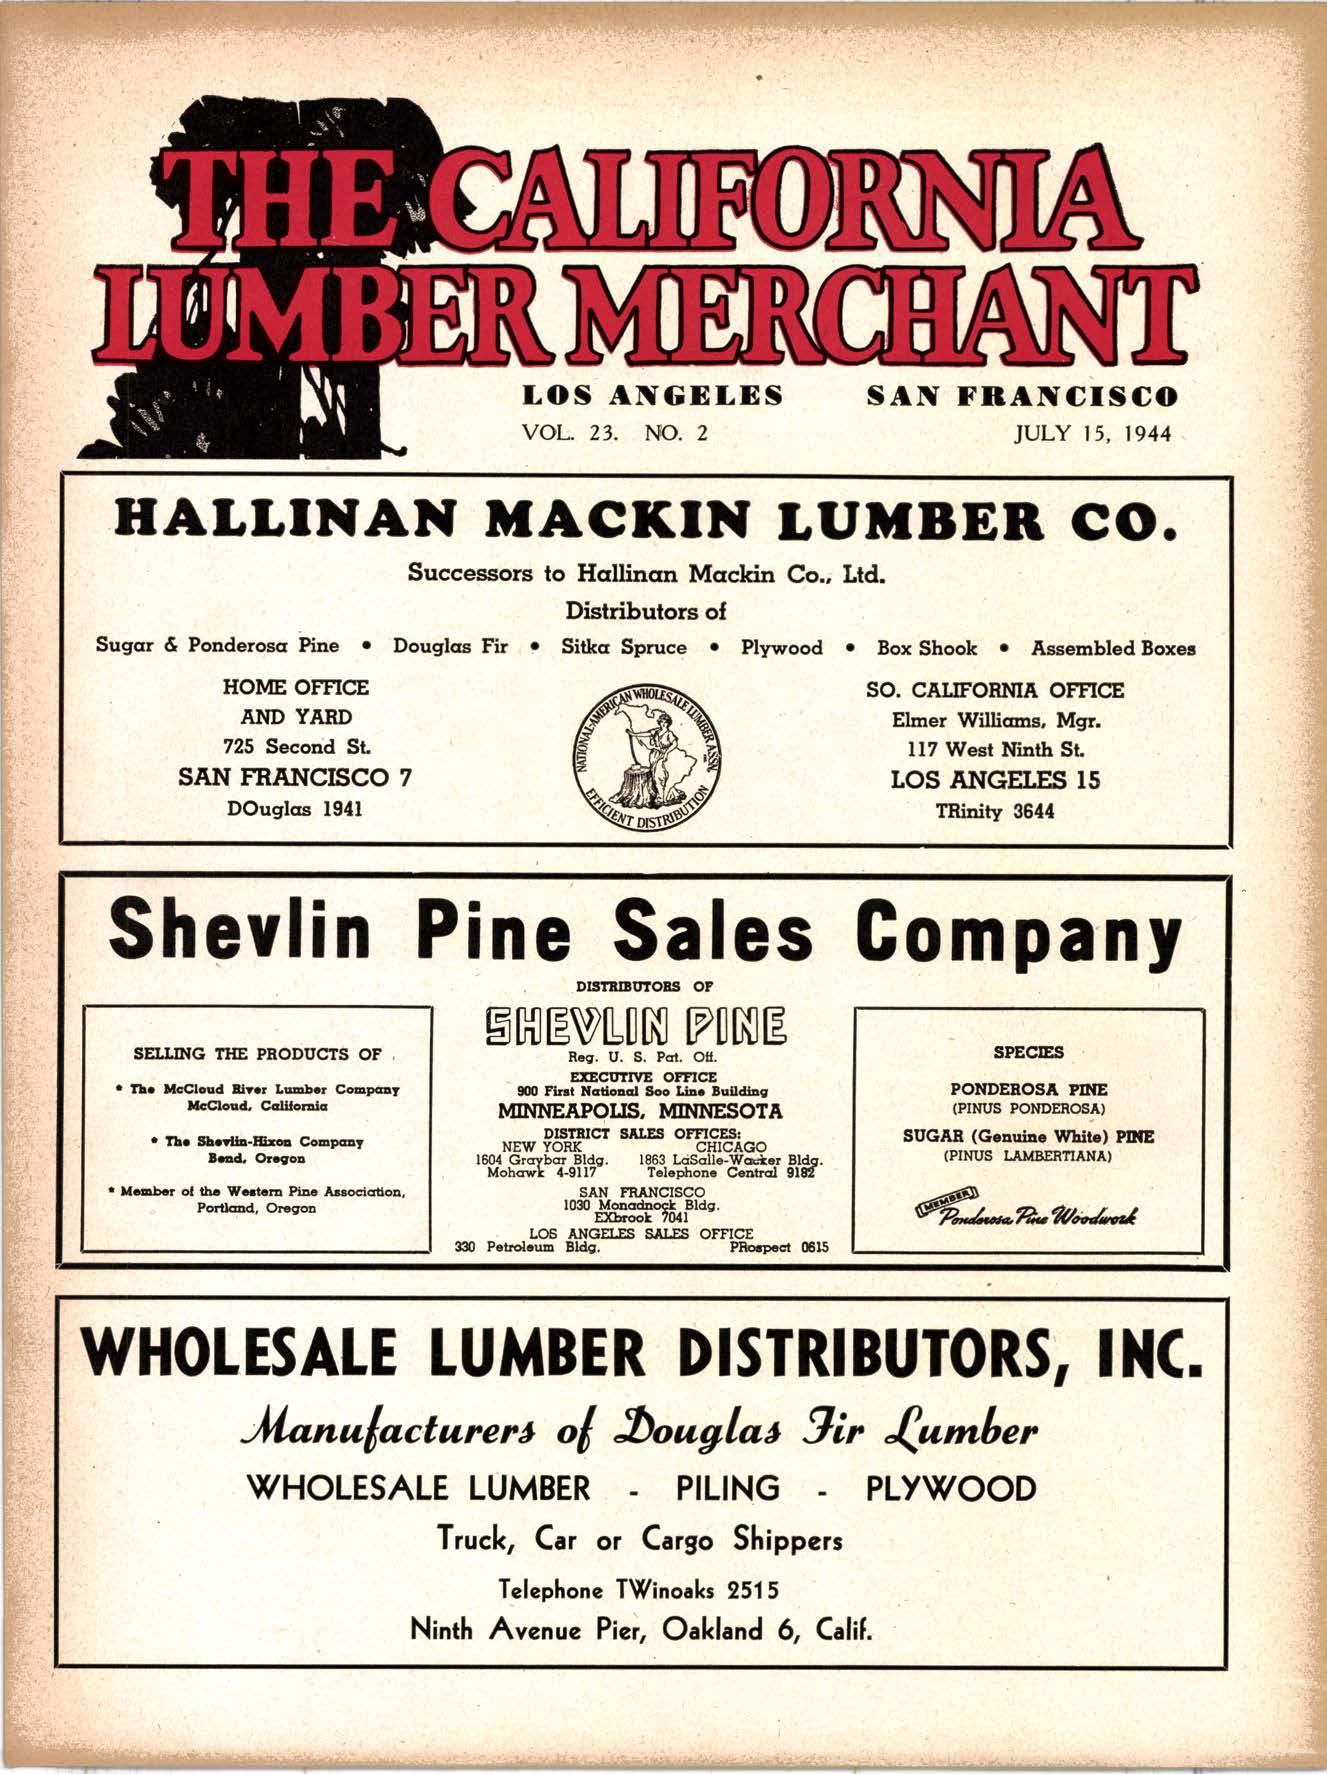 THE CALIFORNIA
LUMBER MERCHANT
LOS ANGELES SAN FRANCISCO
VOL. 23. NO. 2 JULY 15, 1944
HALLINAN MACKIN LUMBER CO.
Successors to Hallinan Mackin Co., Ltd.
Distributors of
Sugar & Ponderosa Pine • Douglas Fir • Sitka Spruce • Plywood • Box Shook • Assembled Boxes
HOME OFFICE
AND YARD
725 Second St.
SAN FRANCISCO 7
DOuglas 1941
NATIONAL-AMERICAN WHOLESALE LUMBER ASSN.
EFFICIENT DISTRIBUTION
SO. CALIFORNIA OFFICE
Elmer Williams, Mgr.
117 West Ninth St.
LOS ANGELES 15
TRinity 3644
Shevlin Pine Sales Company
SELLING THE PRODUCTS OF
* The McCloud River Lumber Company
McCloud, California
* The Shevlin-Hixon Company
Bend, Oregon
* Member of the Western Pine Association,
Portland, Oregon
DISTRIBUTORS OF
SHEVLIN PINE
Reg. U. S. Pat. Off.
EXECUTIVE OFFICE
900 First National Soo Line Building
MINNEAPOLIS, MINNESOTA
DISTRICT SALES OFFICES:
NEW YORK CHICAGO
1604 Graybar Bldg. 1863 LaSalle-Wacker Bldg.
Mohawk 4-9117 Telephone Central 9182
SAN FRANCISCO
1030 Monadnock Bldg.
EXbrook 7041
LOS ANGELES SALES OFFICE
330 Petroleum Bldg. PRospect 0615
SPECIES
PONDEROSA PINE
(PINUS PONDEROSA)
SUGAR (Genuine White) PINE
(PINUS LAMBERTIANA)
MEMBER
Ponderosa Pine Woodwork
WHOLESALE LUMBER DISTRIBUTORS, INC.
Manufacturers of Douglas Fir Lumber
WHOLESALE LUMBER - PILING - PLYWOOD
Truck, Car or Cargo Shippers
Telephone TWinoaks 2515
Ninth Avenue Pier, Oakland 6, Calif.